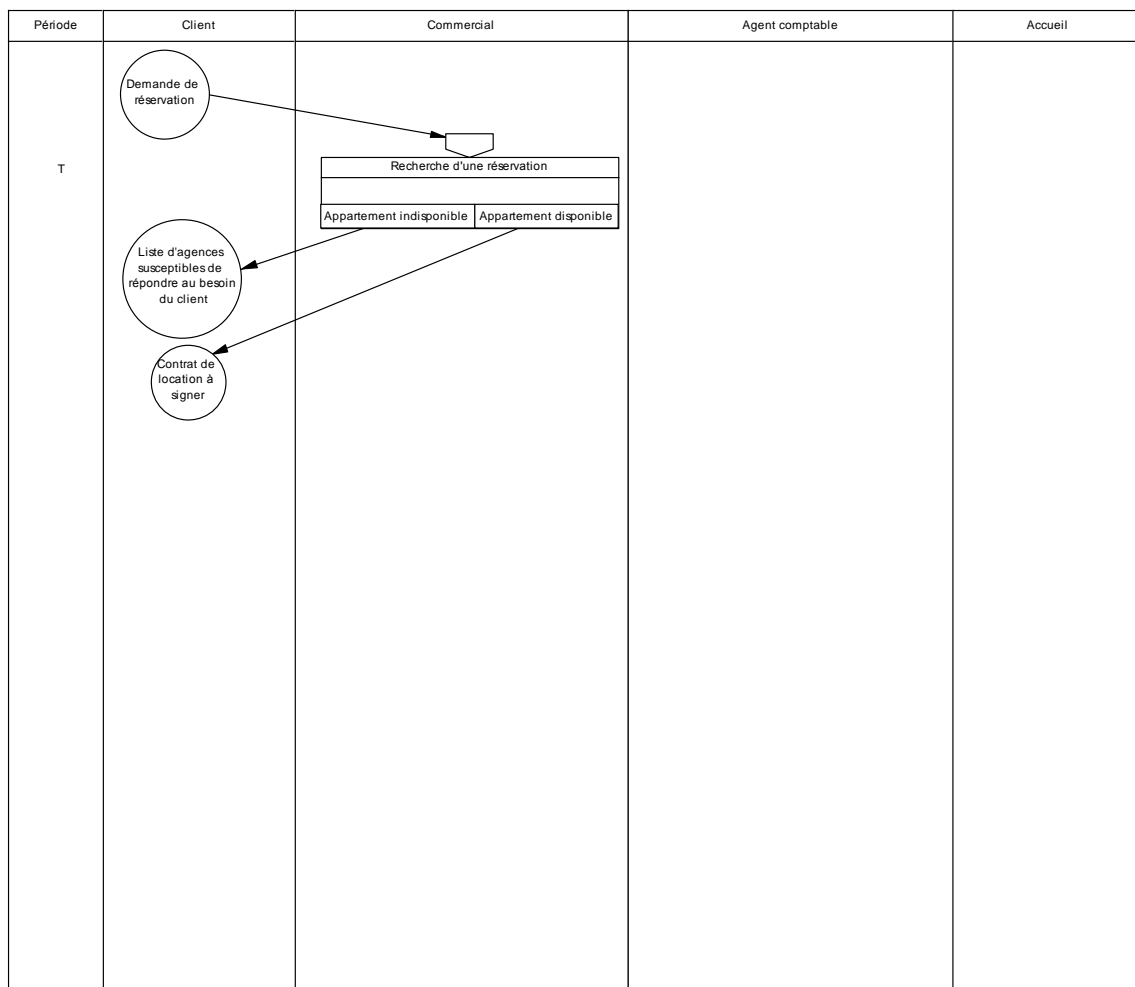 Période
Client
Commercial
Agent comptable
Accueil
Demande de
réservation
T
Recherche d'une réservation
Appartement indisponible
Appartement disponible
Liste d'agences
susceptibles de
répondre au besoin
du client
Contrat de
location à
signer